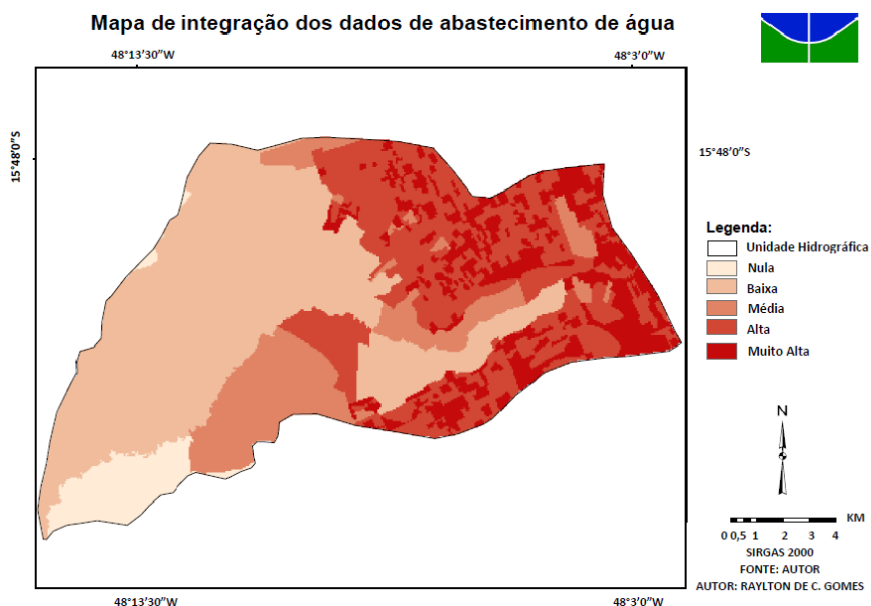 Mapa de integração dos dados de abastecimento de água
48°13'30"W
48°3'0"W
15°48'0"S
15°48'0"S
Legenda:
Unidade Hidrográfica
Nula
Baixa
Média
Alta
Muito Alta
N
KM
0 0,5 1 2 3 4
SIRGAS 2000
FONTE: AUTOR
AUTOR: RAYLTON DE C. GOMES
48°13'30"W
48°3'0"W